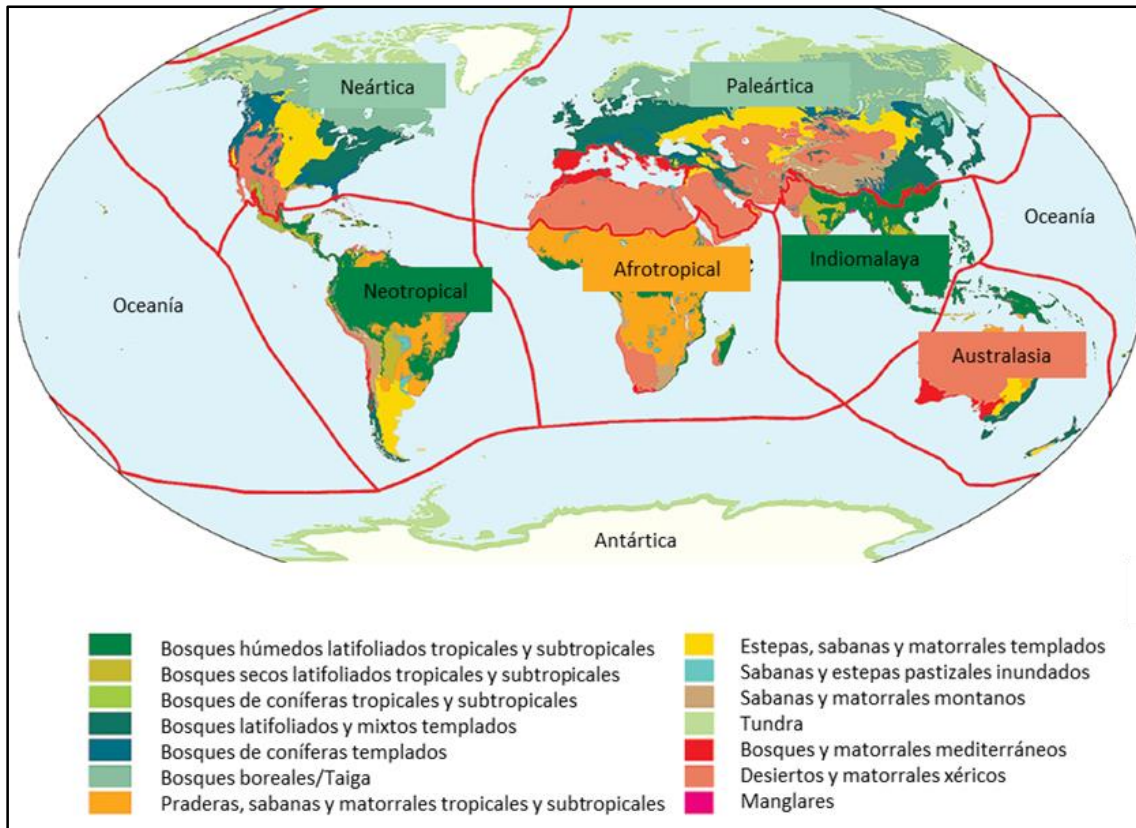 Neártica
Paleártica
Oceanía
Neotropical
Afrotropical
Indiomalaya
Oceanía
Australasia
Antártica
Bosques húmedos latifoliados tropicales y subtropicales
Bosques secos latifoliados tropicales y subtropicales
Bosques de coníferas tropicales y subtropicales
Bosques latifoliados y mixtos templados
Bosques de coníferas templados
Bosques boreales/Taiga
Praderas, sabanas y matorrales tropicales y subtropicales
Estepas, sabanas y matorrales templados
Sabanas y estepas pastizales inundados
Sabanas y matorrales montanos
Tundra
Bosques y matorrales mediterráneos
Desiertos y matorrales xéricos
Manglares